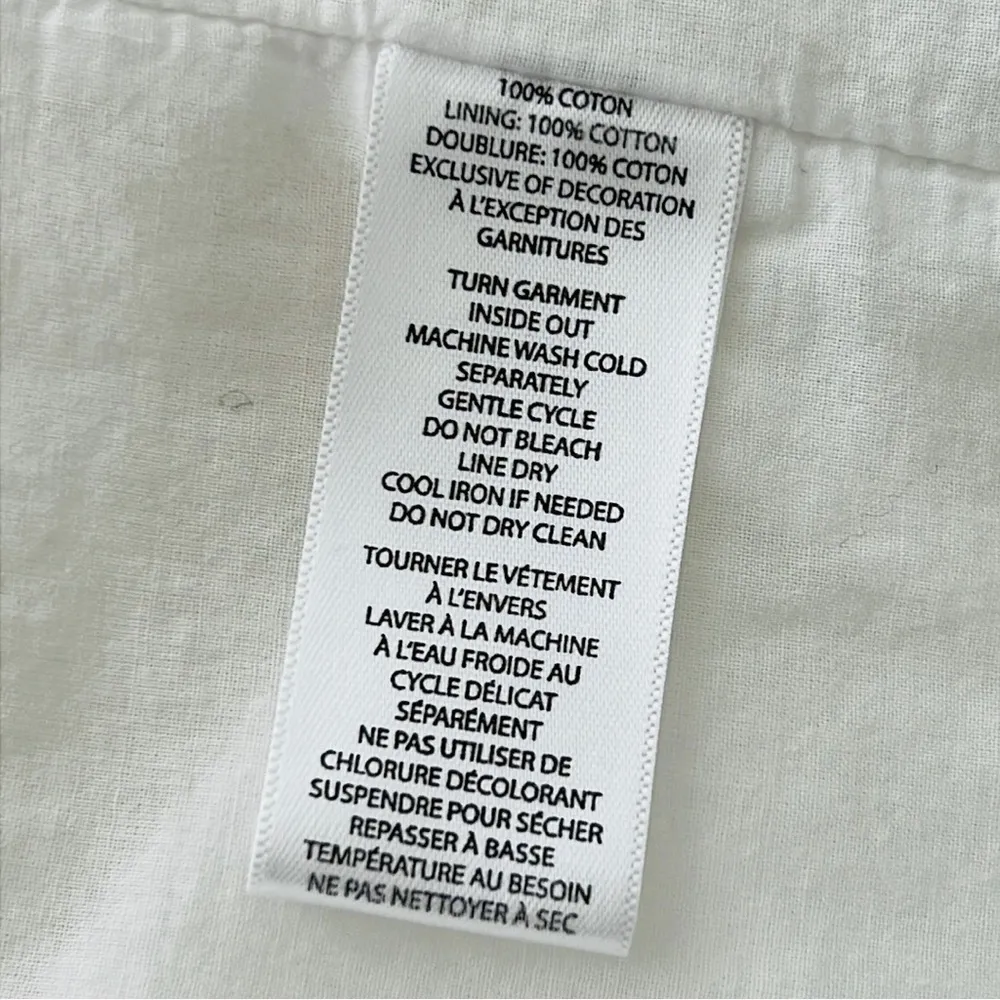 100% COTON
LINING: 100% COTTON
DOUBLURE: 100% COTON
EXCLUSIVE OF DECORATION
À L'EXCEPTION DES
GARNITURES
TURN GARMENT
INSIDE OUT
MACHINE WASH COLD
SEPARATELY
GENTLE CYCLE
DO NOT BLEACH
LINE DRY
COOL IRON IF NEEDED
DO NOT DRY CLEAN
TOURNER LE VÉTEMENT
À L'ENVERS
LAVER À LA MACHINE
À L'EAU FROIDE AU
CYCLE DÉLICAT
SÉPARÉMENT
NE PAS UTILISER DE
CHLORURE DÉCOLORANT
SUSPENDRE POUR SÉCHER
REPASSER À BASSE
TEMPÉRATURE AU BESOIN
NE PAS NETTOYER À SEC